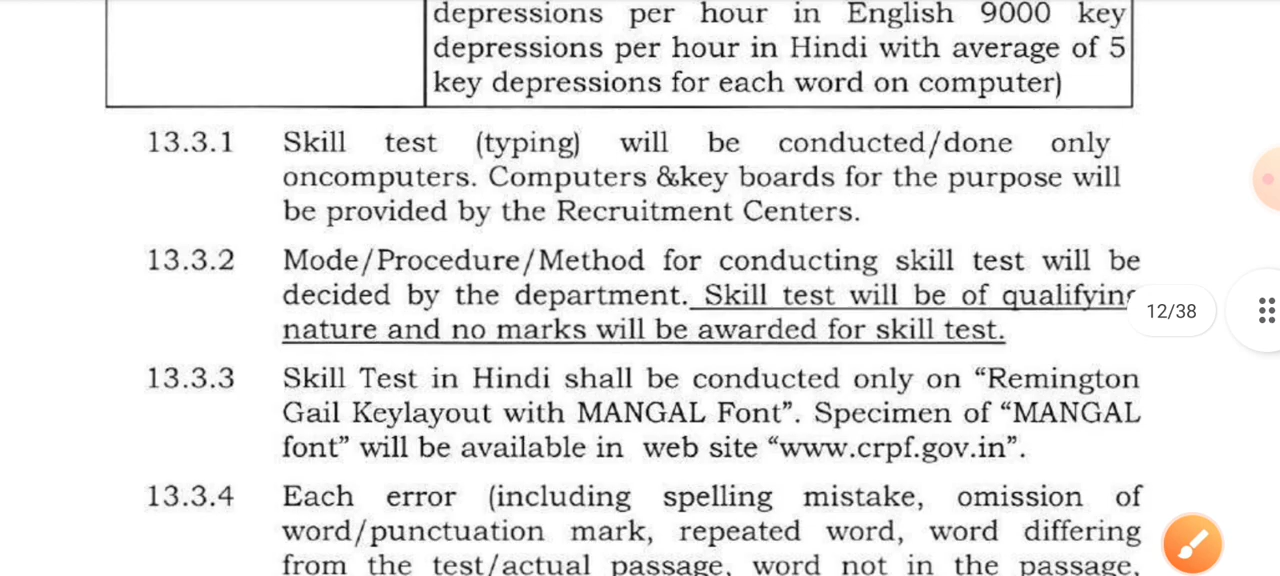 depressions per hour in English 9000 key
depressions per hour in Hindi with average of 5
key depressions for each word on computer)
13.3.1 Skill test (typing) will be conducted/done only
oncomputers. Computers &key boards for the purpose will
be provided by the Recruitment Centers.
13.3.2 Mode/Procedure/Method for conducting skill test will be
decided by the department. Skill test will be of qualifying
nature and no marks will be awarded for skill test.
12/38
13.3.3 Skill Test in Hindi shall be conducted only on “Remington
Gail Keylayout with MANGAL Font”. Specimen of “MANGAL
font” will be available in web site “www.crpf.gov.in”.
13.3.4 Each error (including spelling mistake, omission of
word/punctuation mark, repeated word, word differing
from the test/actual passage, word not in the passage,